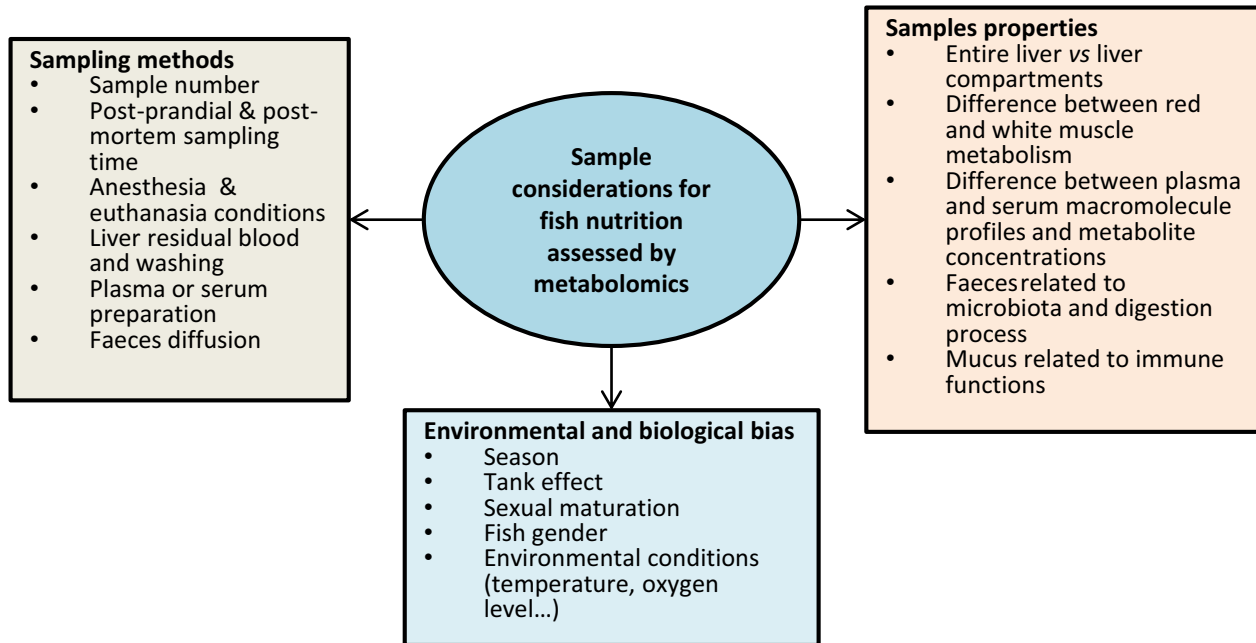 Sampling methods
• Sample number
• Post-prandial & post-
mortem sampling
time
• Anesthesia &
euthanasia conditions
• Liver residual blood
and washing
• Plasma or serum
preparation
• Faeces diffusion
Sample
considerations for
fish nutrition
assessed by
metabolomics
Samples properties
• Entire liver vs liver
compartments
• Difference between red
and white muscle
metabolism
• Difference between plasma
and serum macromolecule
profiles and metabolite
concentrations
• Faeces related to
microbiota and digestion
process
• Mucus related to immune
functions
Environmental and biological bias
• Season
• Tank effect
• Sexual maturation
• Fish gender
• Environmental conditions
(temperature, oxygen
level…)